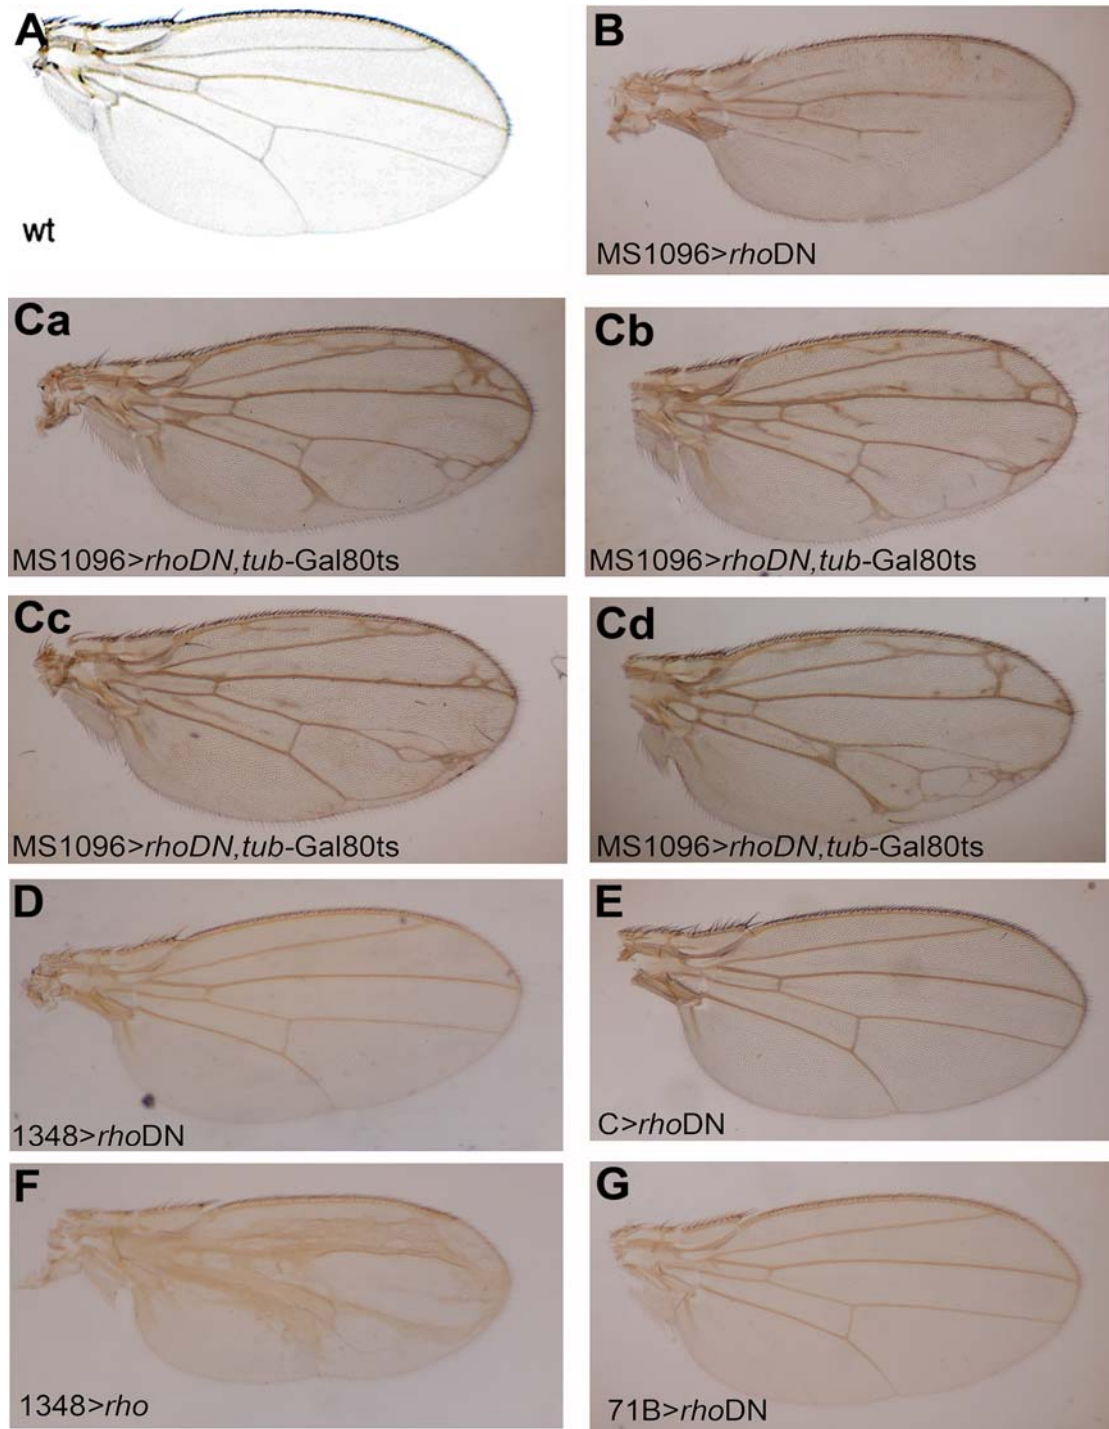 A
wt
B
MS1096>rhoDN
Ca
MS1096>rhoDN,tub-Gal80ts
Cb
MS1096>rhoDN,tub-Gal80ts
Cc
MS1096>rhoDN,tub-Gal80ts
Cd
MS1096>rhoDN,tub-Gal80ts
D
1348>rhoDN
E
C>rhoDN
F
1348>rho
G
71B>rhoDN